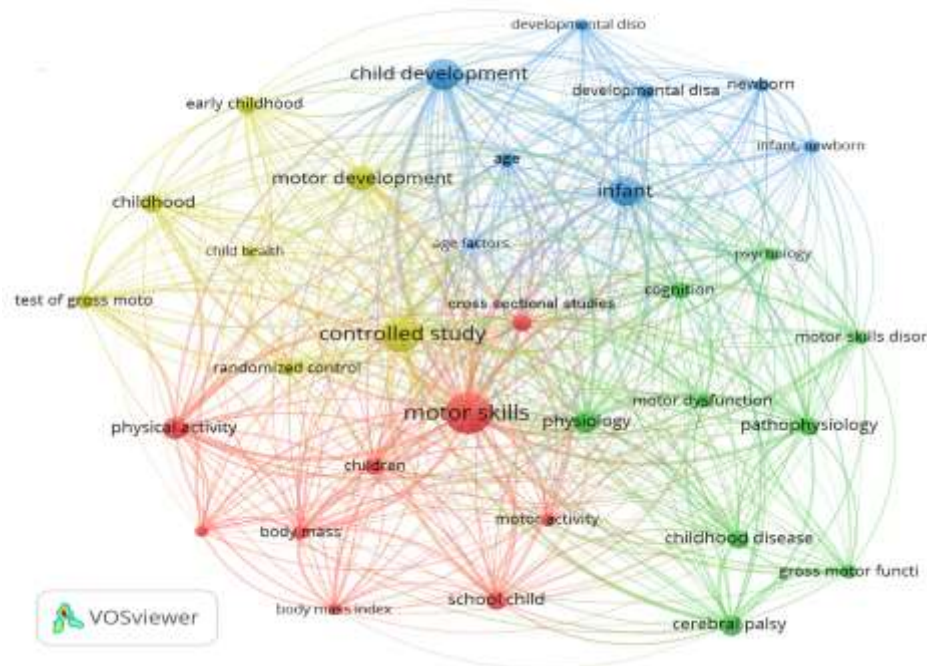 developmental diso
child development
developmental disa
newborn
early childhood
infant, newborn
age
motor development
infant
childhood
child health
age factors
psychology
cognition
test of gross moto
cross sectional studies
controlled study
motor skills disor
randomized control
motor dysfunction
motor skills
physical activity
physiology
pathophysiology
children
motor activity
body mass
childhood disease
gross motor functi
school child
body mass index
VOSviewer
cerebral palsy